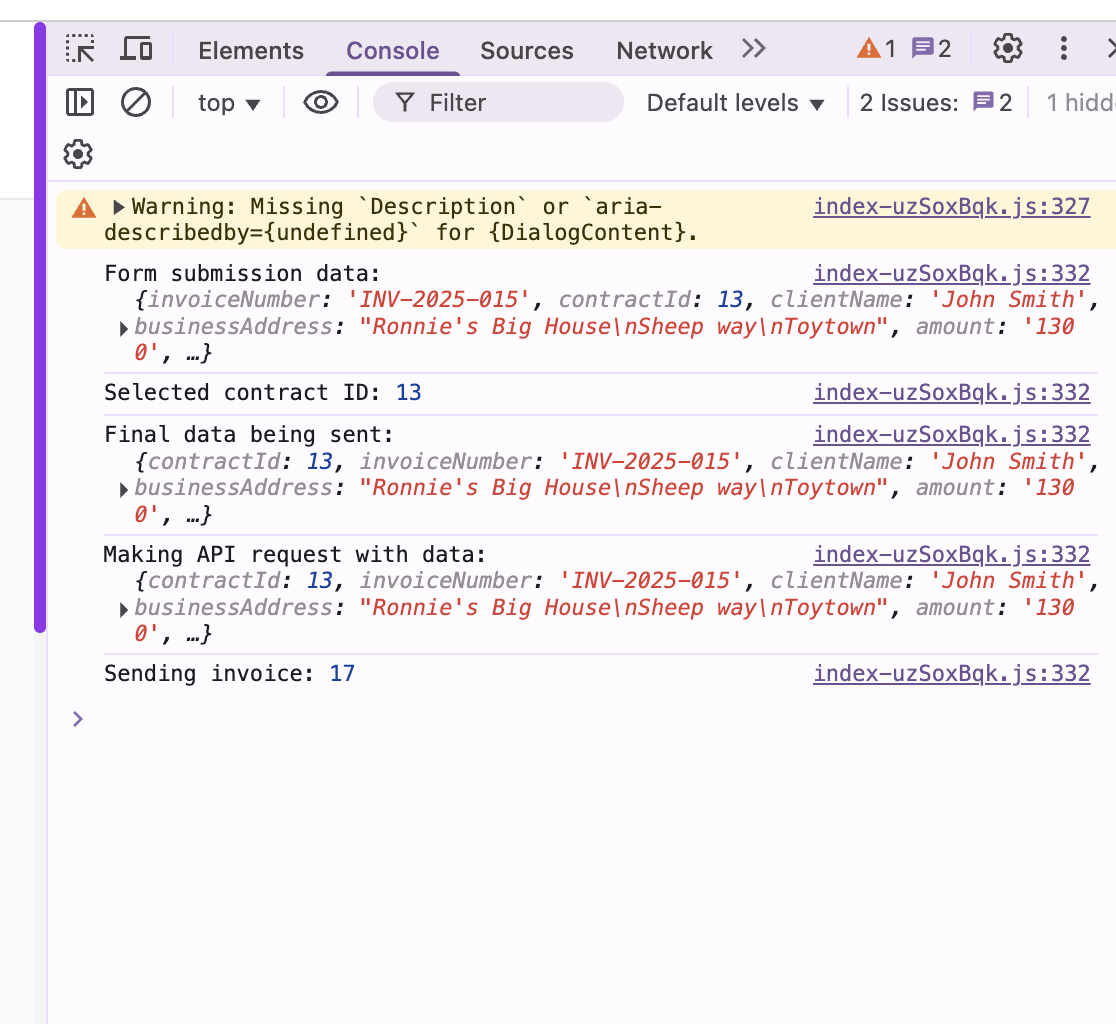 Elements Console Sources Network 1 2
top Filter Default levels 2 Issues: 2 1
Warning: Missing `Description` or `aria-
describedby={undefined}` for {DialogContent}. index-uzSoxBqk.js:327
Form submission data: index-uzSoxBqk.js:332
{invoiceNumber: 'INV-2025-015', contractId: 13, clientName: 'John Smith',
businessAddress: "Ronnie's Big House\nSheep way\nToytown", amount: '130
0', …}
Selected contract ID: 13 index-uzSoxBqk.js:332
Final data being sent: index-uzSoxBqk.js:332
{contractId: 13, invoiceNumber: 'INV-2025-015', clientName: 'John Smith',
businessAddress: "Ronnie's Big House\nSheep way\nToytown", amount: '130
0', …}
Making API request with data: index-uzSoxBqk.js:332
{contractId: 13, invoiceNumber: 'INV-2025-015', clientName: 'John Smith',
businessAddress: "Ronnie's Big House\nSheep way\nToytown", amount: '130
0', …}
Sending invoice: 17 index-uzSoxBqk.js:332